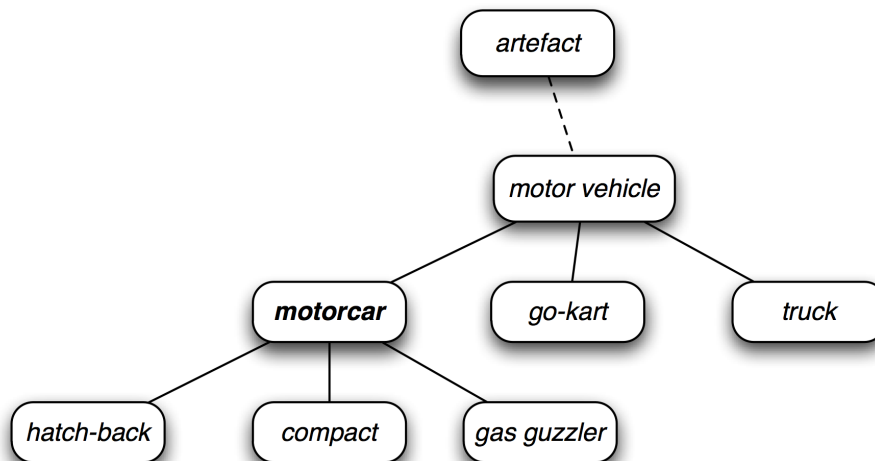 artefact
motor vehicle
motorcar
go-kart
truck
hatch-back
compact
gas guzzler